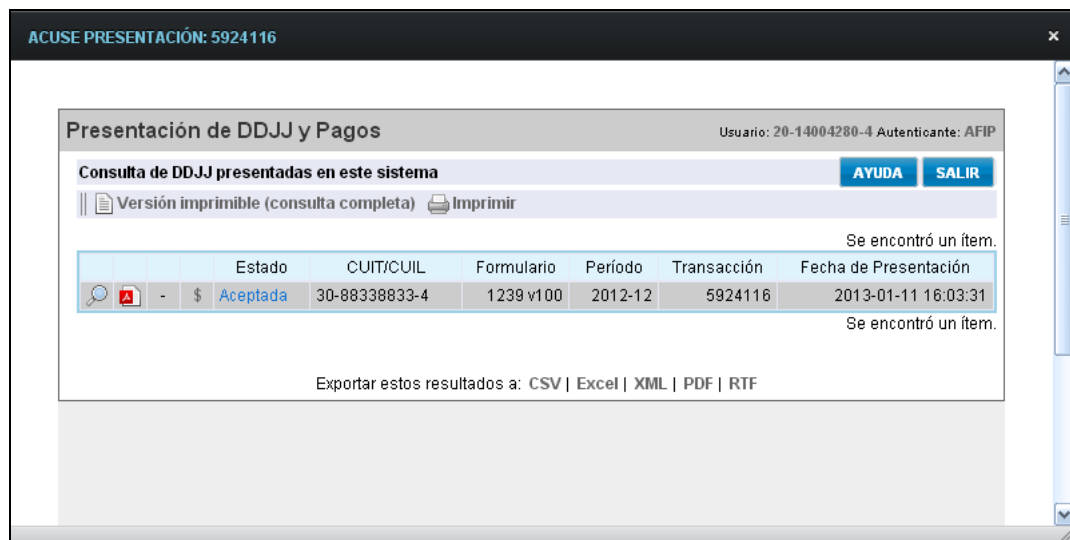 ACUSE PRESENTACIÓN: 5924116 ×
Presentación de DDJJ y Pagos Usuario: 20-14004280-4 Autenticante: AFIP
Consulta de DDJJ presentadas en este sistema AYUDA SALIR
Versión imprimible (consulta completa) Imprimir
Se encontró un ítem.
Estado CUIT/CUIL Formulario Período Transacción Fecha de Presentación
- $ Aceptada 30-88338833-4 1239 v100 2012-12 5924116 2013-01-11 16:03:31
Se encontró un ítem.
Exportar estos resultados a: CSV | Excel | XML | PDF | RTF